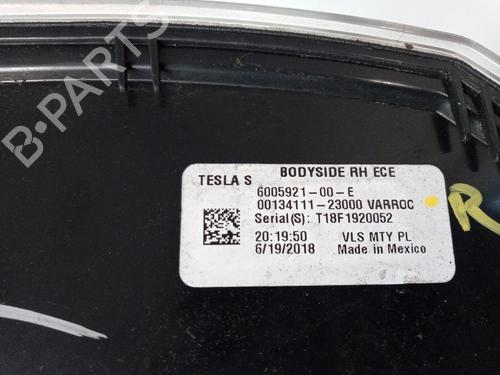 B-PARTS
BODYSIDE RH ECE
TESLA S
6005921-00-E
00134111-23000 VARROC
Serial(S): T18F1920052
20:19:50 VLS MTY PL
6/19/2018 Made in Mexico
R